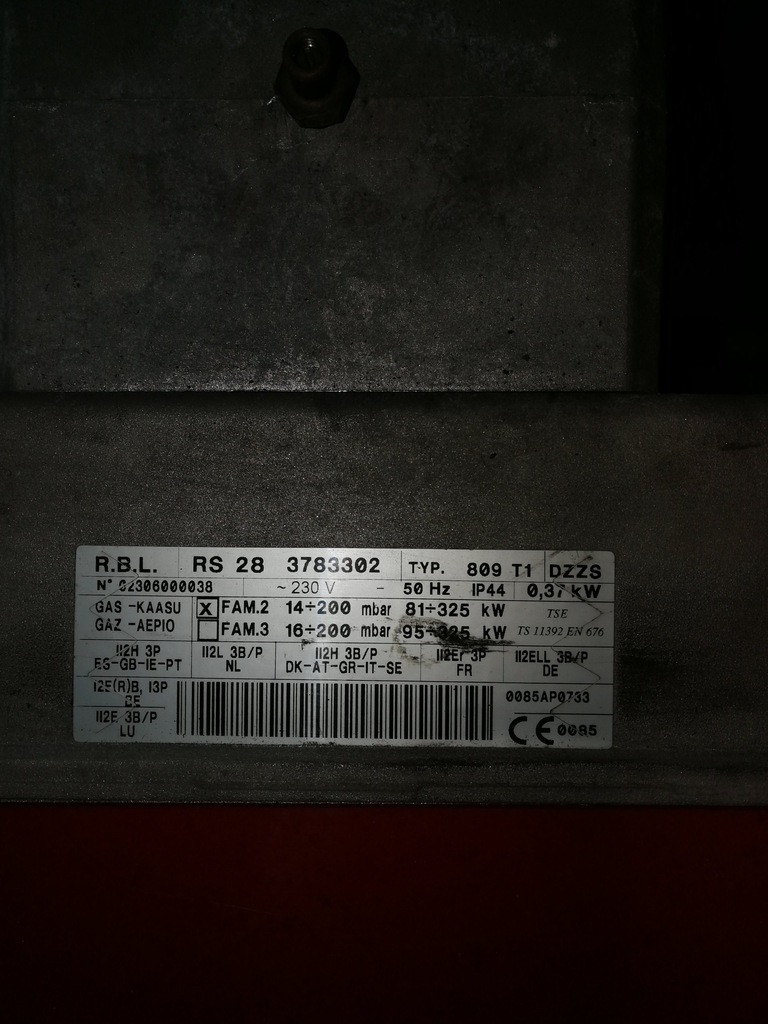 R.B.L. RS 28 3783302 TYP. 809 T1 DZZS
N° 02306000038 ~ 230 V - 50 Hz IP44 0,37 kW
GAS -KAASU X FAM.2 14÷200 mbar 81÷325 kW TSE
GAZ -AEPIO FAM.3 16÷200 mbar 95÷325 kW TS 11392 EN 676
II2H 3P II2L 3B/P II2H 3B/P II2Er 3P II2ELL 3B/P
ES-GB-IE-PT NL DK-AT-GR-IT-SE FR DE
I2E(R)B, I3P 0085AP0733
BE
II2E 3B/P CE 0085
LU